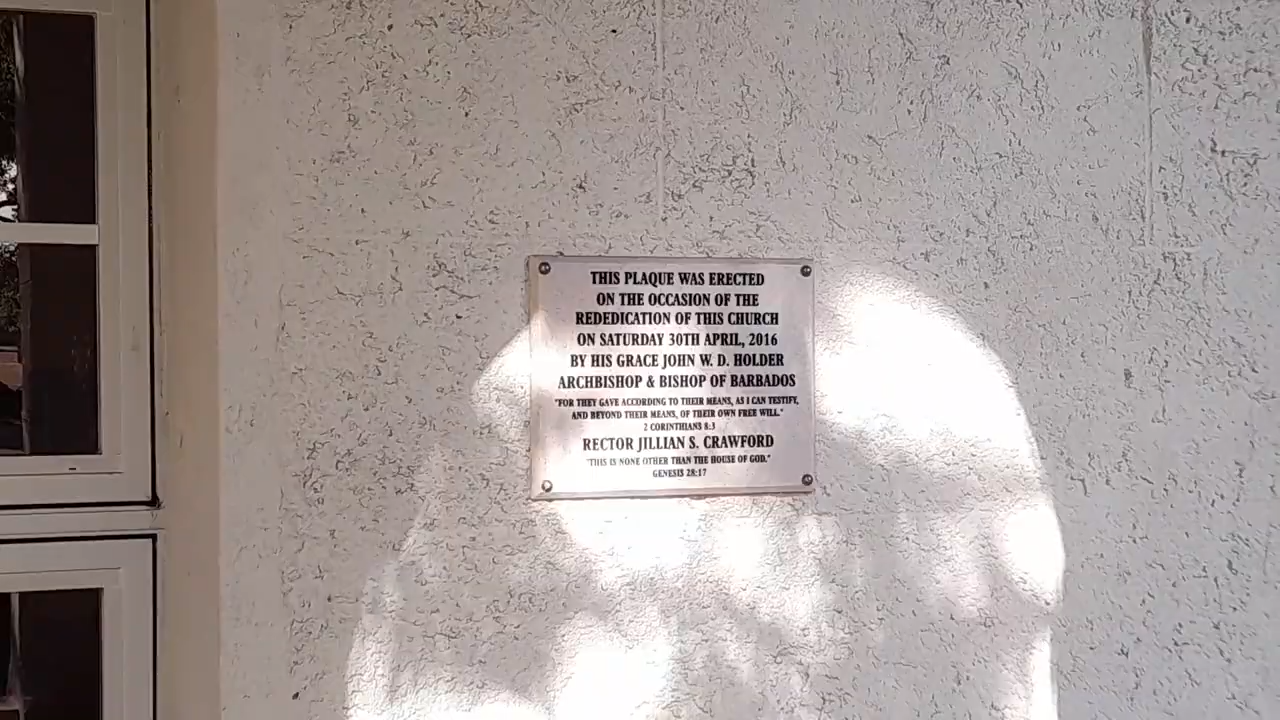 THIS PLAQUE WAS ERECTED
ON THE OCCASION OF THE
REDEDICATION OF THIS CHURCH
ON SATURDAY 30TH APRIL, 2016
BY HIS GRACE JOHN W. D. HOLDER
ARCHBISHOP & BISHOP OF BARBADOS
"FOR THEY GAVE ACCORDING TO THEIR MEANS, AS I CAN TESTIFY,
AND BEYOND THEIR MEANS, OF THEIR OWN FREE WILL."
2 CORINTHIANS 8:3
RECTOR JILLIAN S. CRAWFORD
"THIS IS NONE OTHER THAN THE HOUSE OF GOD."
GENESIS 28:17